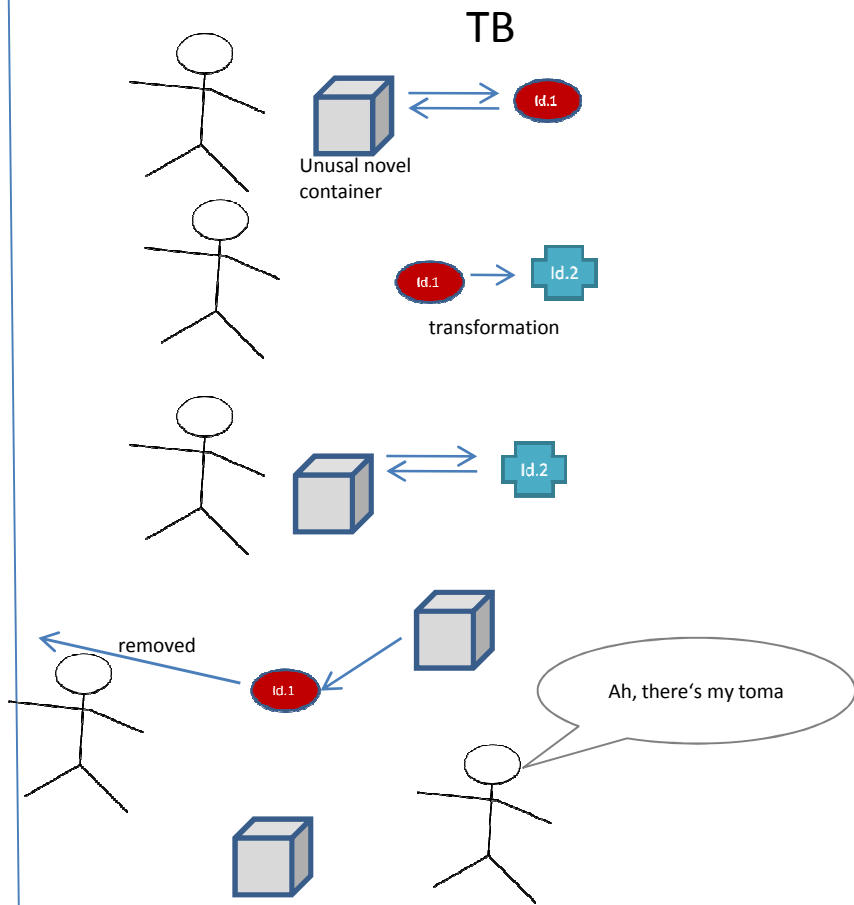 TB
Id.1
Unusal novel
container
Id.1
Id.2
transformation
Id.2
removed
Id.1
Ah, there‘s my toma